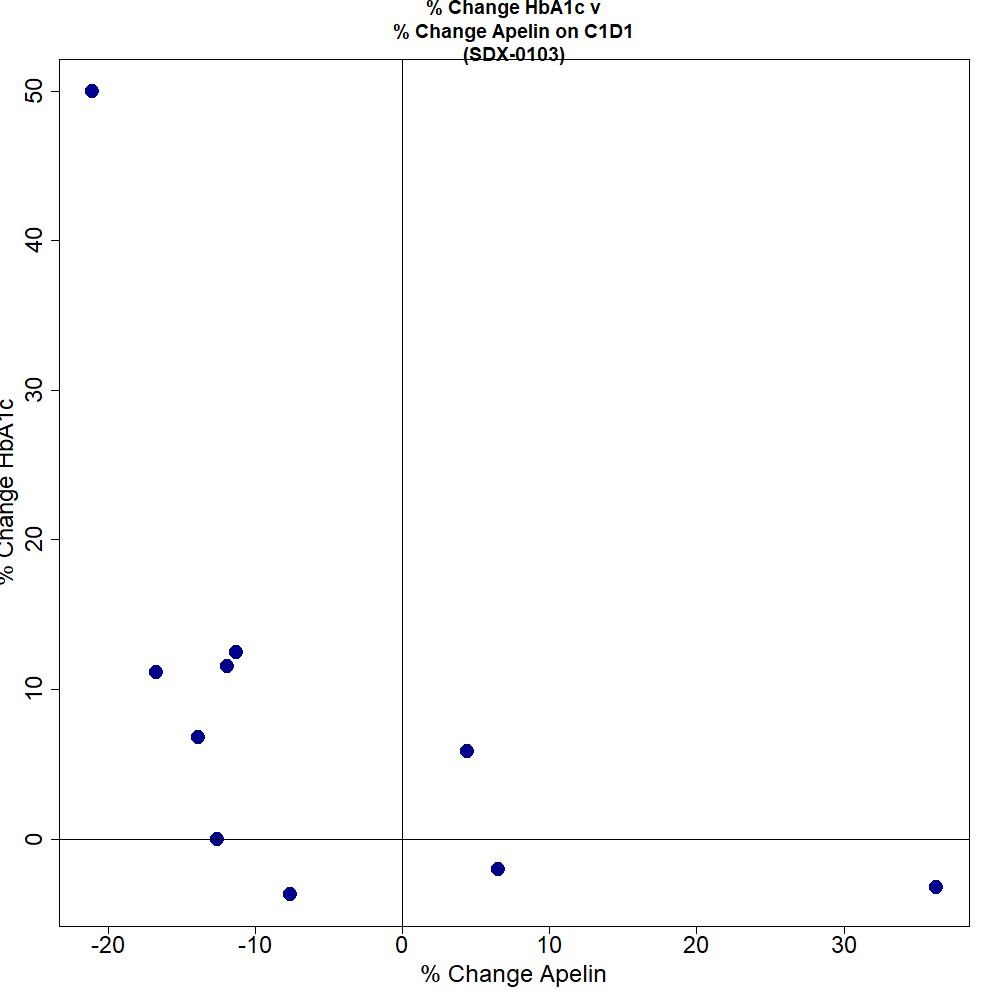 % Change HbA1c v
% Change Apelin on C1D1
(SDX-0103)
50
40
30
20
10
0
% Change HbA1c
-20 -10 0 10 20 30
% Change Apelin